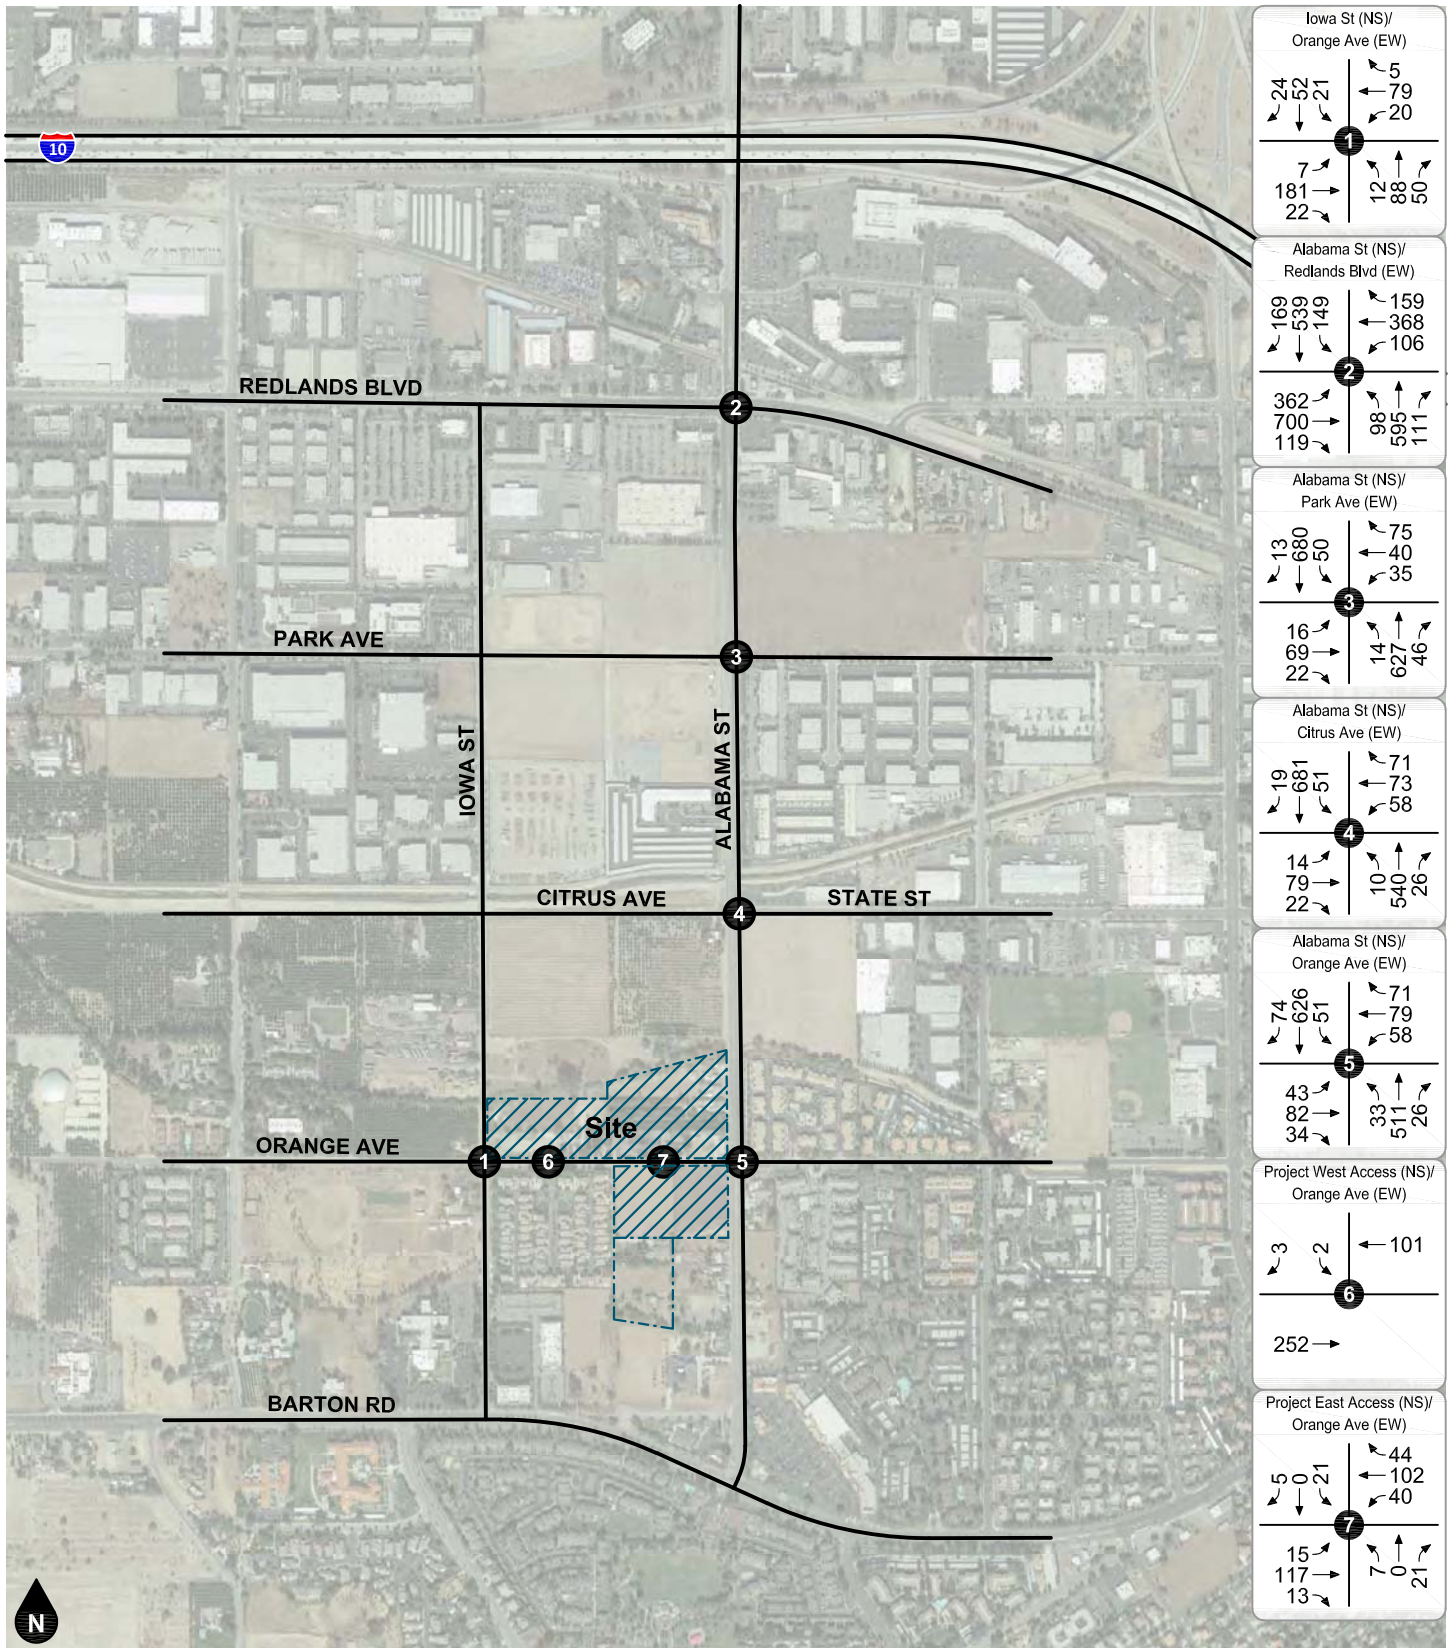 10
REDLANDS BLVD
2
PARK AVE
3
IOWA ST
ALABAMA ST
CITRUS AVE
4
STATE ST
Site
ORANGE AVE
1
6
7
5
BARTON RD
N
Iowa St (NS)/
Orange Ave (EW)
24 52 21
5
79
20
1
7
181
22
12 88 50
Alabama St (NS)/
Redlands Blvd (EW)
169 539 149
159
368
106
2
362
700
119
98 595 111
Alabama St (NS)/
Park Ave (EW)
13 680 50
75
40
35
3
16
69
22
14 627 46
Alabama St (NS)/
Citrus Ave (EW)
19 681 51
71
73
58
4
14
79
22
10 540 26
Alabama St (NS)/
Orange Ave (EW)
74 626 51
71
79
58
5
43
82
34
33 511 26
Project West Access (NS)/
Orange Ave (EW)
3 2
101
6
252
Project East Access (NS)/
Orange Ave (EW)
5 0 21
44
102
40
7
15
117
13
7 0 21